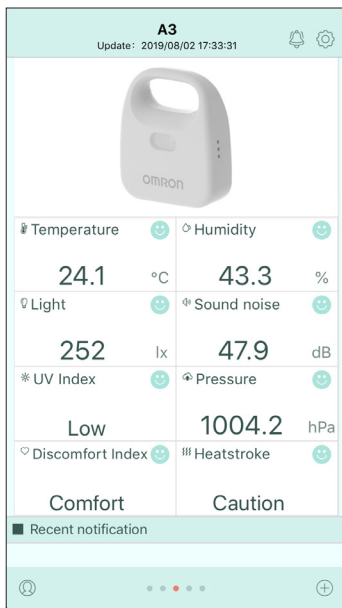 A3
Update: 2019/08/02 17:33:31
OMRON
Temperature
24.1 °C
Humidity
43.3 %
Light
252 lx
Sound noise
47.9 dB
UV Index
Low
Pressure
1004.2 hPa
Discomfort Index
Comfort
Heatstroke
Caution
Recent notification